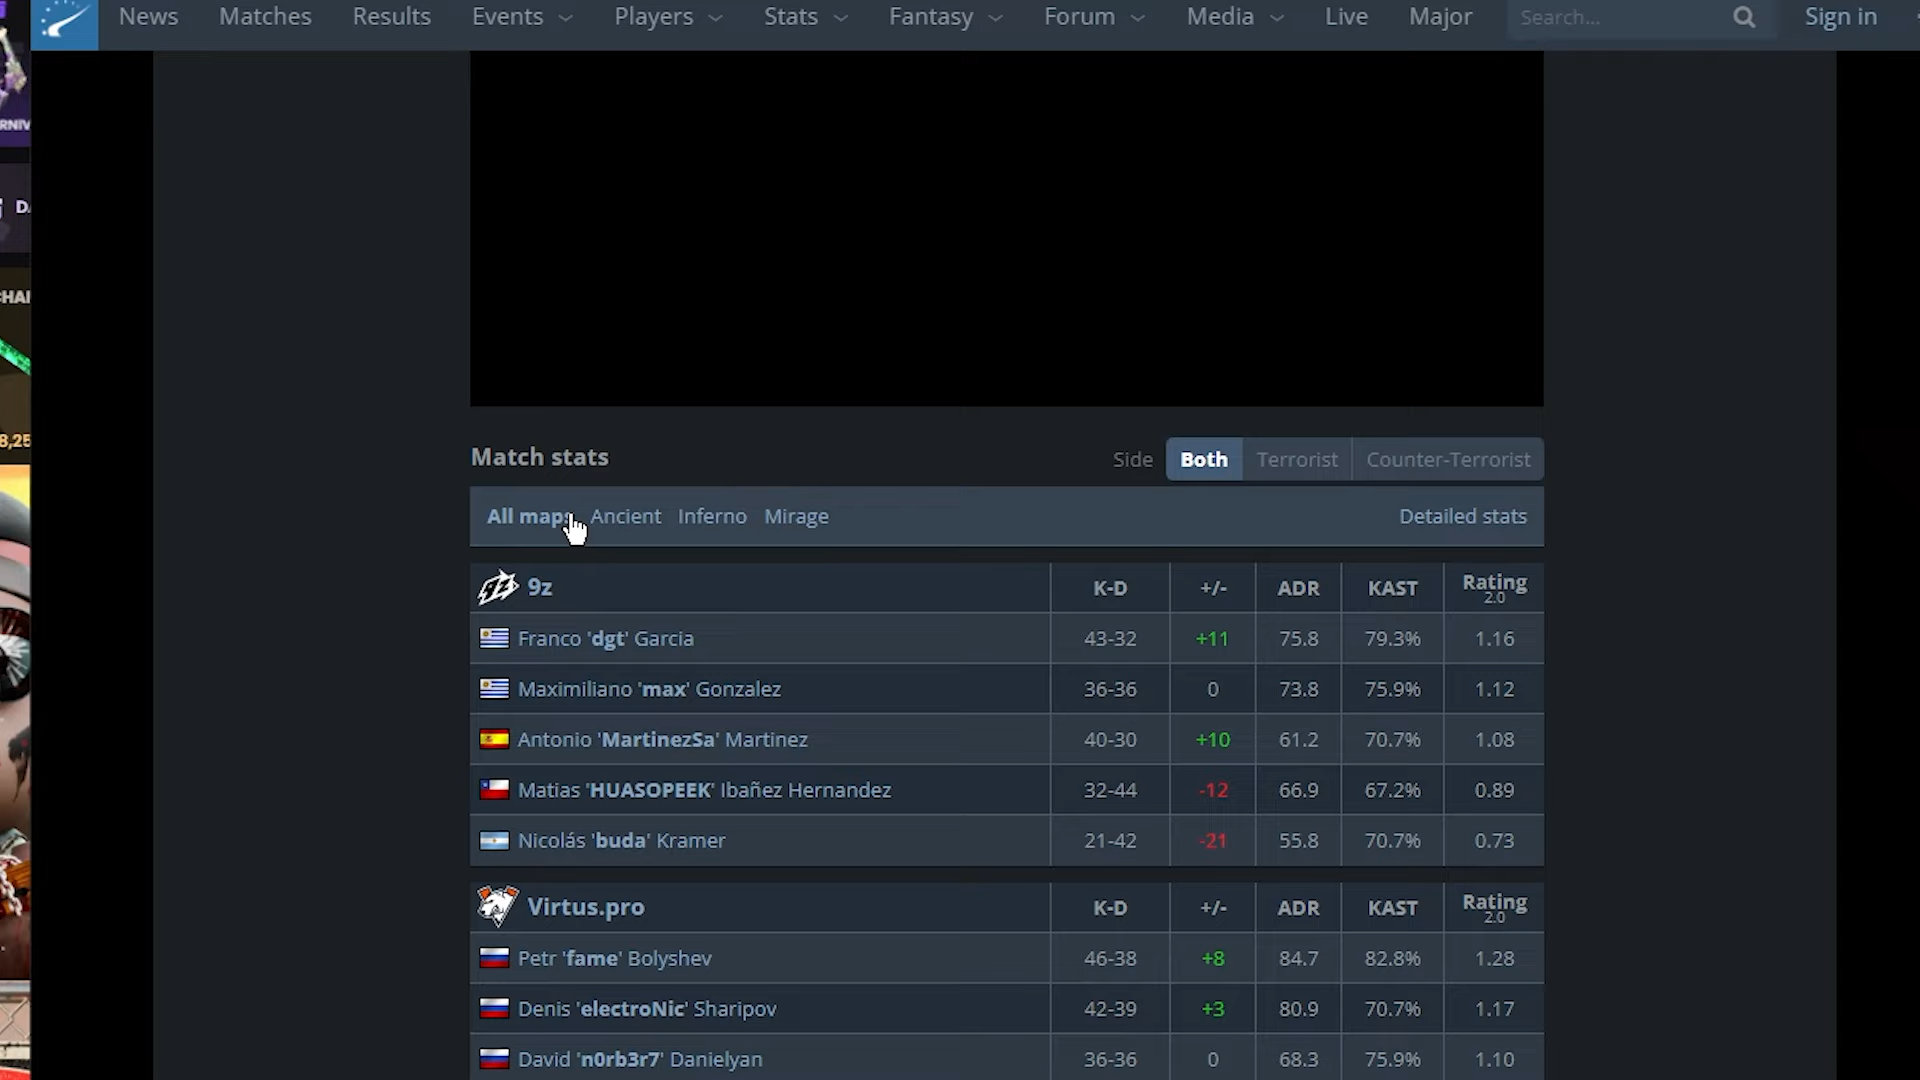 News Matches Results Events Players Stats Fantasy Forum Media Live Major Search... Sign in
RNIV
D
CHAI
8,25
Match stats Side Both Terrorist Counter-Terrorist
All maps Ancient Inferno Mirage Detailed stats
9z K-D +/- ADR KAST Rating 2.0
Franco 'dgt' Garcia 43-32 +11 75.8 79.3% 1.16
Maximiliano 'max' Gonzalez 36-36 0 73.8 75.9% 1.12
Antonio 'MartinezSa' Martinez 40-30 +10 61.2 70.7% 1.08
Matias 'HUASOPEEK' Ibañez Hernandez 32-44 -12 66.9 67.2% 0.89
Nicolás 'buda' Kramer 21-42 -21 55.8 70.7% 0.73
Virtus.pro K-D +/- ADR KAST Rating 2.0
Petr 'fame' Bolyshev 46-38 +8 84.7 82.8% 1.28
Denis 'electroNic' Sharipov 42-39 +3 80.9 70.7% 1.17
David 'n0rb3r7' Danielyan 36-36 0 68.3 75.9% 1.10